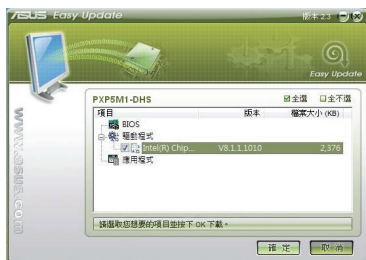 ASUS Easy Update
版本 2.3
Easy Update
PXP5M1-DHS
全選 全不選
項目 版本 檔案大小 (KB)
BIOS
驅動程式
Intel(R) Chip... V8.1.1.1010 2,376
應用程式
請選取您想要的項目並按下 OK 下載。
確定 取消
WWW.ASUS.COM